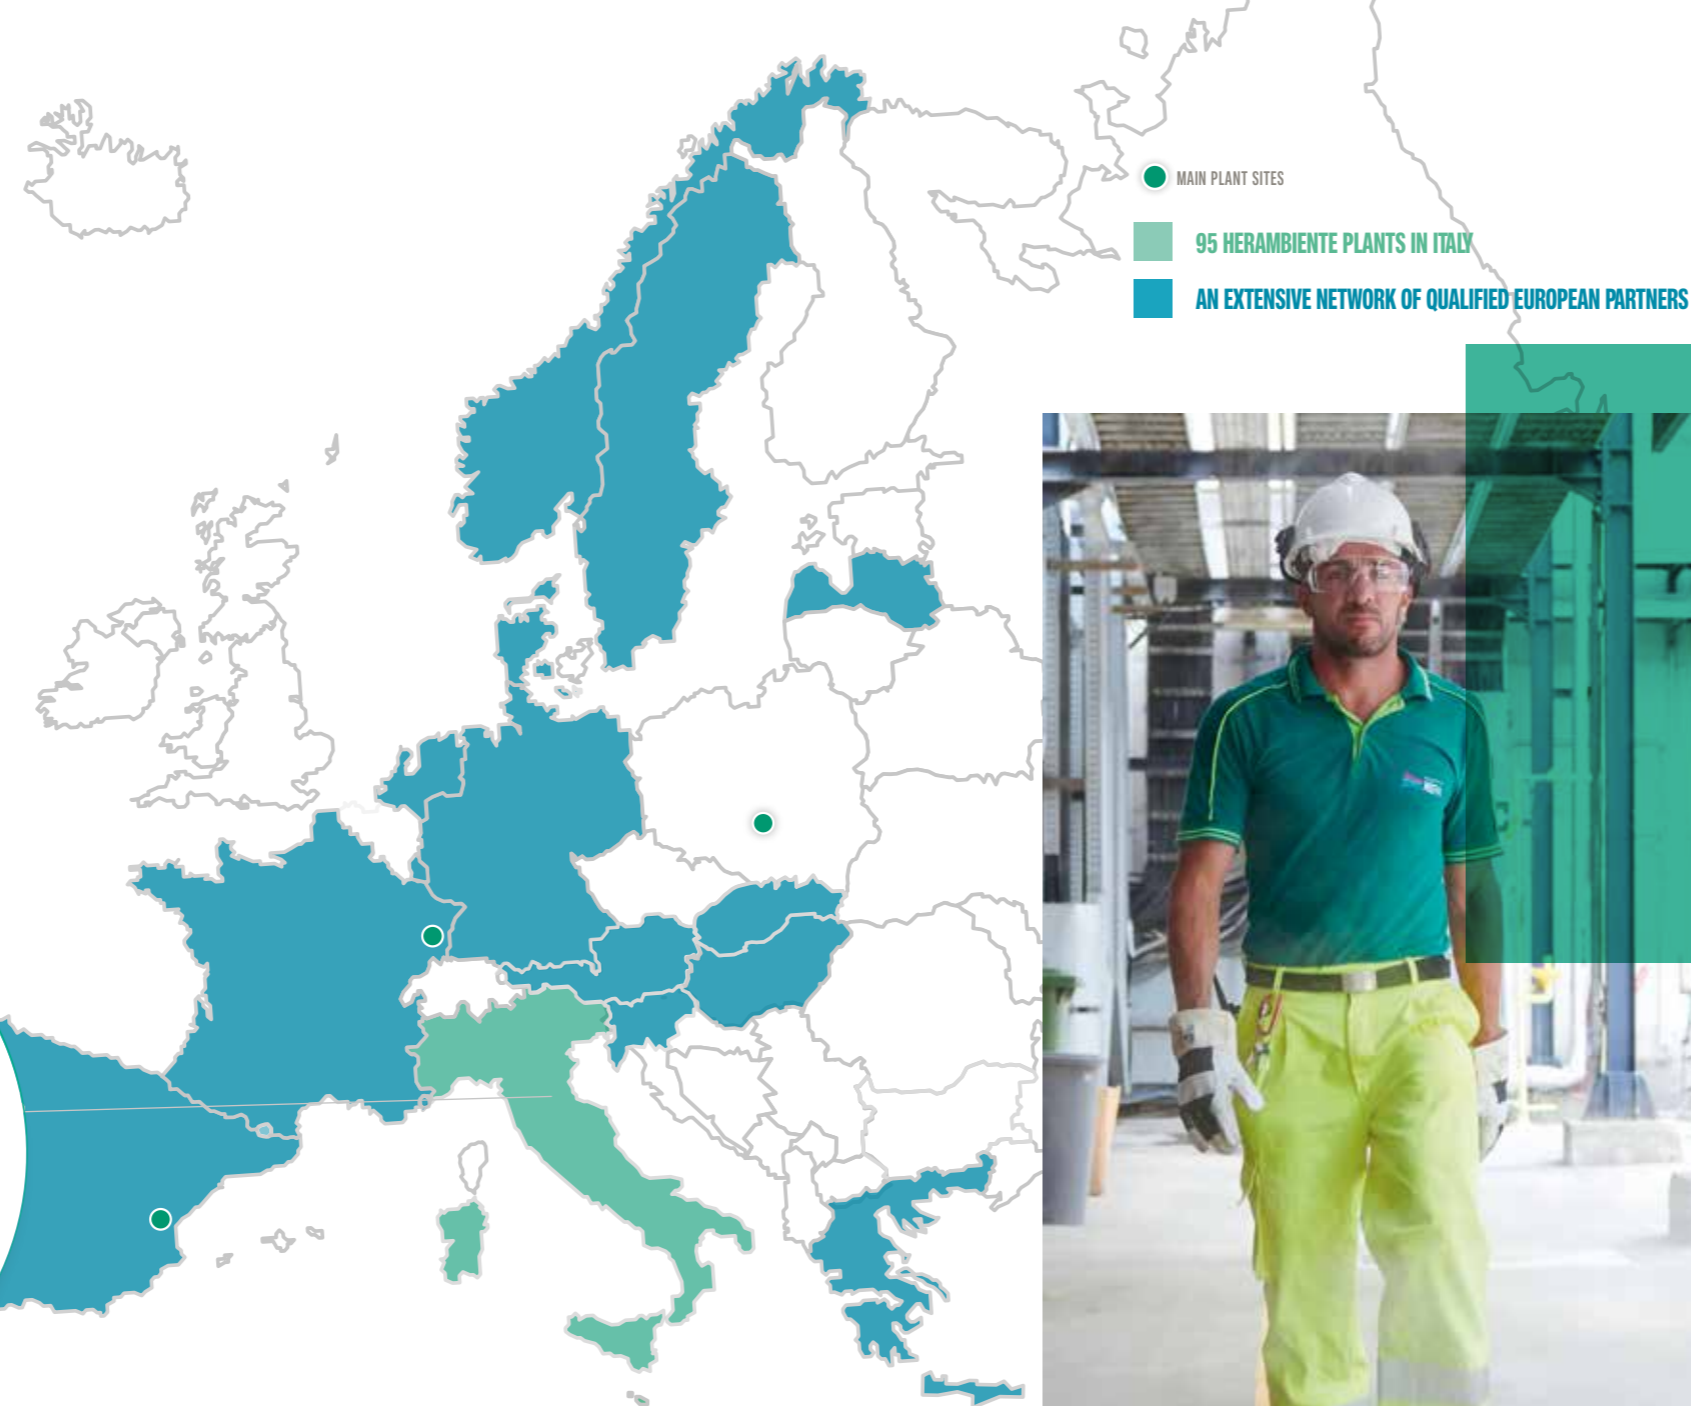 MAIN PLANT SITES
95 HERAMBIENTE PLANTS IN ITALY
AN EXTENSIVE NETWORK OF QUALIFIED EUROPEAN PARTNERS